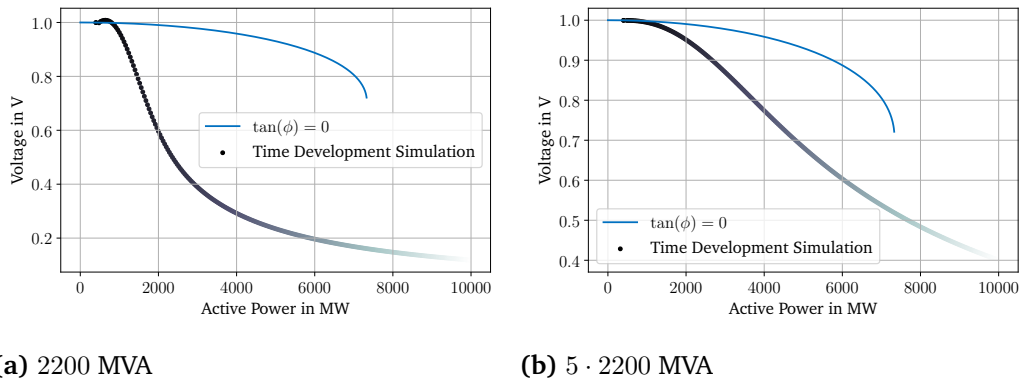 1.0
0.8
0.6
0.4
0.2
Voltage in V
tan(ϕ) = 0
Time Development Simulation
0 2000 4000 6000 8000 10000
Active Power in MW
(a) 2200 MVA
1.0
0.9
0.8
0.7
0.6
0.5
0.4
Voltage in V
tan(ϕ) = 0
Time Development Simulation
0 2000 4000 6000 8000 10000
Active Power in MW
(b) 5 · 2200 MVA